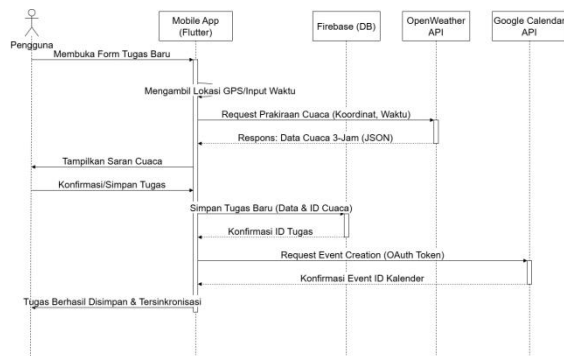 Pengguna
Mobile App
(Flutter)
Firebase (DB)
OpenWeather
API
Google Calendar
API
Membuka Form Tugas Baru
Mengambil Lokasi GPS/Input Waktu
Request Prakiraan Cuaca (Koordinat, Waktu)
Respons: Data Cuaca 3-Jam (JSON)
Tampilkan Saran Cuaca
Konfirmasi/Simpan Tugas
Simpan Tugas Baru (Data & ID Cuaca)
Konfirmasi ID Tugas
Request Event Creation (OAuth Token)
Konfirmasi Event ID Kalender
Tugas Berhasil Disimpan & Tersinkronisasi